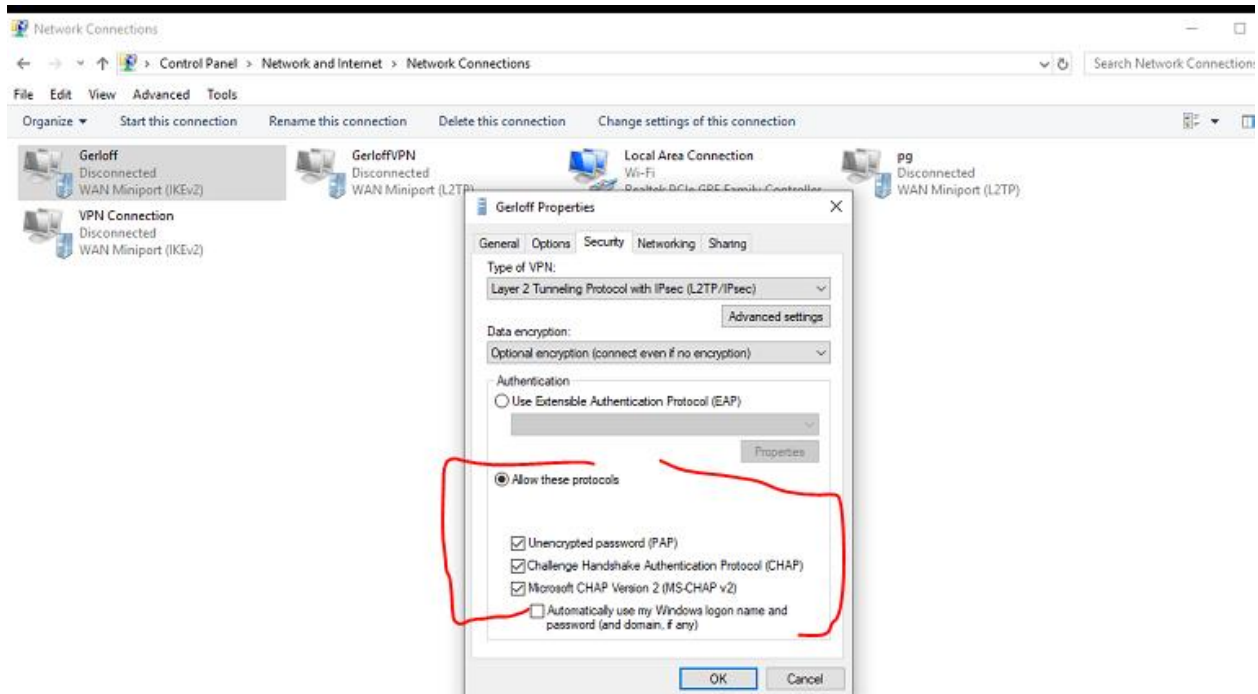 Network Connections
Control Panel > Network and Internet > Network Connections
Search Network Connections
File Edit View Advanced Tools
Organize Start this connection Rename this connection Delete this connection Change settings of this connection
Gerloff
Disconnected
WAN Miniport (IKEv2)
GerloffVPN
Disconnected
WAN Miniport (L2TP)
Local Area Connection
Wi-Fi
Realtek PCIe GBE Family Controller
pg
Disconnected
WAN Miniport (L2TP)
VPN Connection
Disconnected
WAN Miniport (IKEv2)
Gerloff Properties
General Options Security Networking Sharing
Type of VPN:
Layer 2 Tunneling Protocol with IPsec (L2TP/IPsec)
Advanced settings
Data encryption:
Optional encryption (connect even if no encryption)
Authentication
Use Extensible Authentication Protocol (EAP)
Properties
Allow these protocols
Unencrypted password (PAP)
Challenge Handshake Authentication Protocol (CHAP)
Microsoft CHAP Version 2 (MS-CHAP v2)
Automatically use my Windows logon name and
password (and domain, if any)
OK Cancel